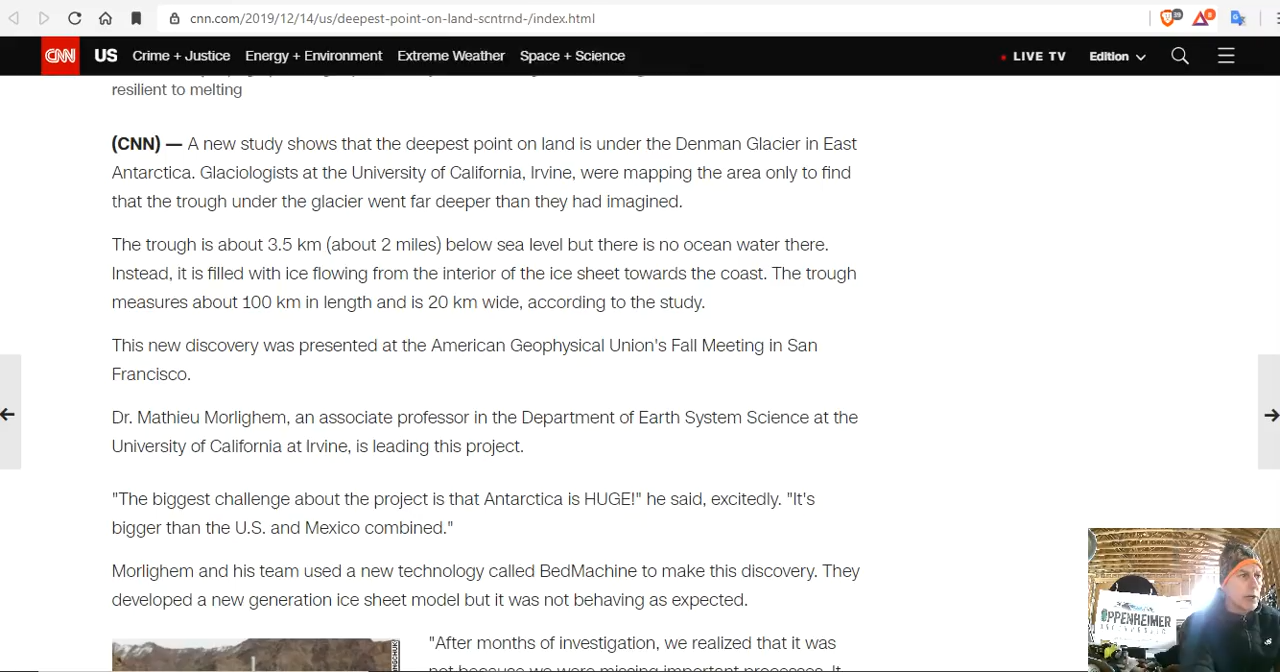 cnn.com/2019/12/14/us/deepest-point-on-land-scntrnd-/index.html
CNN US Crime + Justice Energy + Environment Extreme Weather Space + Science LIVE TV Edition
resilient to melting
(CNN) — A new study shows that the deepest point on land is under the Denman Glacier in East
Antarctica. Glaciologists at the University of California, Irvine, were mapping the area only to find
that the trough under the glacier went far deeper than they had imagined.
The trough is about 3.5 km (about 2 miles) below sea level but there is no ocean water there.
Instead, it is filled with ice flowing from the interior of the ice sheet towards the coast. The trough
measures about 100 km in length and is 20 km wide, according to the study.
This new discovery was presented at the American Geophysical Union's Fall Meeting in San
Francisco.
Dr. Mathieu Morlighem, an associate professor in the Department of Earth System Science at the
University of California at Irvine, is leading this project.
"The biggest challenge about the project is that Antarctica is HUGE!" he said, excitedly. "It's
bigger than the U.S. and Mexico combined."
Morlighem and his team used a new technology called BedMachine to make this discovery. They
developed a new generation ice sheet model but it was not behaving as expected.
"After months of investigation, we realized that it was
not because we were missing important processes. It
OPPENHEIMER